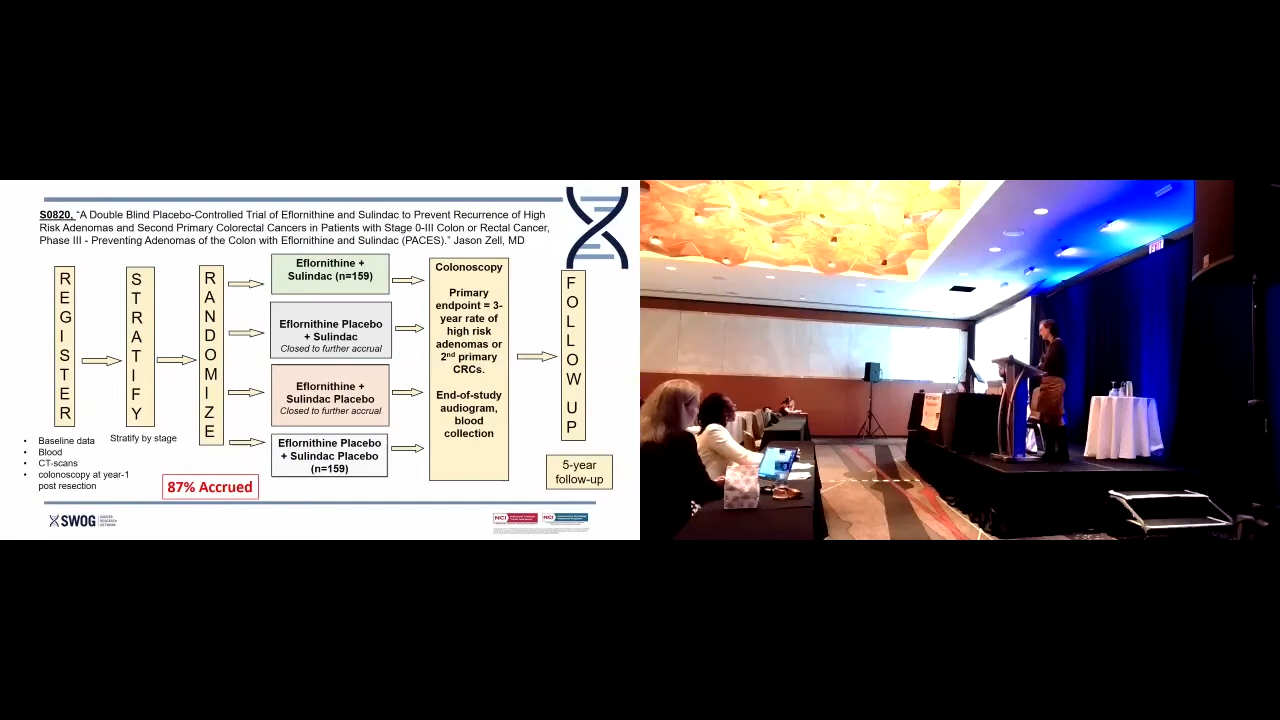 S0820, "A Double Blind Placebo-Controlled Trial of Eflornithine and Sulindac to Prevent Recurrence of High
Risk Adenomas and Second Primary Colorectal Cancers in Patients with Stage 0-III Colon or Rectal Cancer,
Phase III - Preventing Adenomas of the Colon with Eflornithine and Sulindac (PACES)." Jason Zell, MD
REGISTER
• Baseline data
• Blood
• CT-scans
• colonoscopy at year-1
post resection
STRATIFY
Stratify by stage
RANDOMIZE
87% Accrued
Eflornithine +
Sulindac (n=159)
Eflornithine Placebo
+ Sulindac
Closed to further accrual
Eflornithine +
Sulindac Placebo
Closed to further accrual
Eflornithine Placebo
+ Sulindac Placebo
(n=159)
Colonoscopy
Primary
endpoint = 3-
year rate of
high risk
adenomas or
2nd primary
CRCs.
End-of-study
audiogram,
blood
collection
FOLLOW UP
5-year
follow-up
SWOG
CANCER
RESEARCH
NETWORK
NCI
NCI